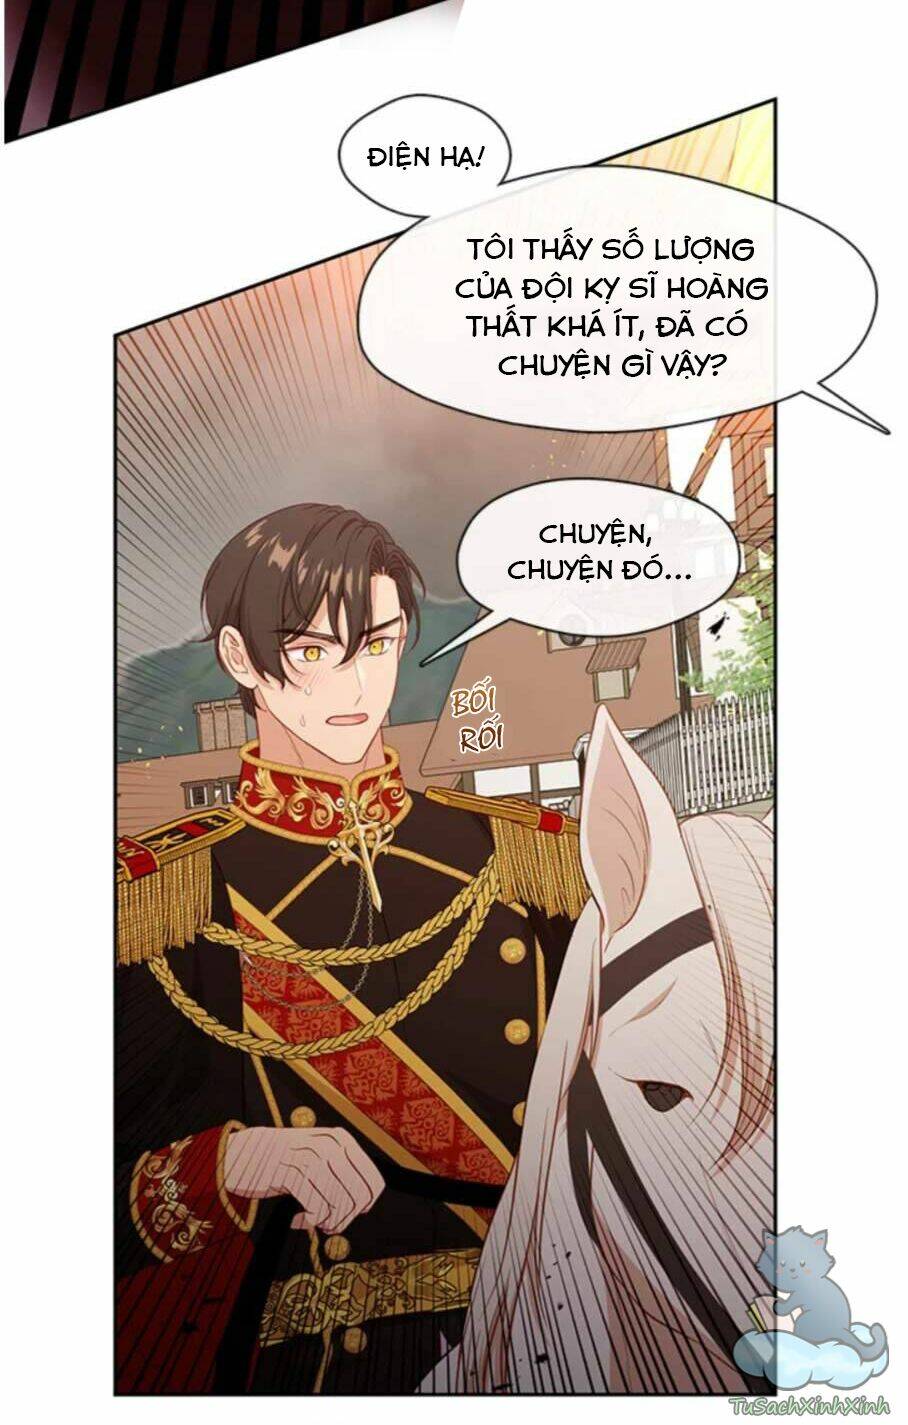 ĐIỆN HẠ!
TÔI THẤY SỐ LƯỢNG
CỦA ĐỘI KỴ SĨ HOÀNG
THẤT KHÁ ÍT, ĐÃ CÓ
CHUYỆN GÌ VẬY?
CHUYỆN,
CHUYỆN ĐÓ...
BỐI
RỐI
TuSachXinhXinh